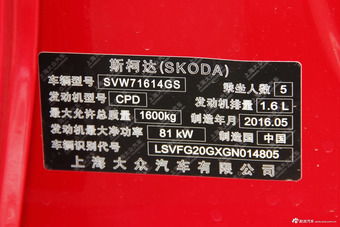 斯柯达(SKODA)
车辆型号 SVW71614GS 乘坐人数 5
发动机型号 CPD 发动机排量 1.6 L
最大允许总质量 1600kg 制造年月 2016.05
发动机最大净功率 81 kW 制造国 中国
车辆识别代号 LSVFG20GXGN014805
上海大众汽车有限公司